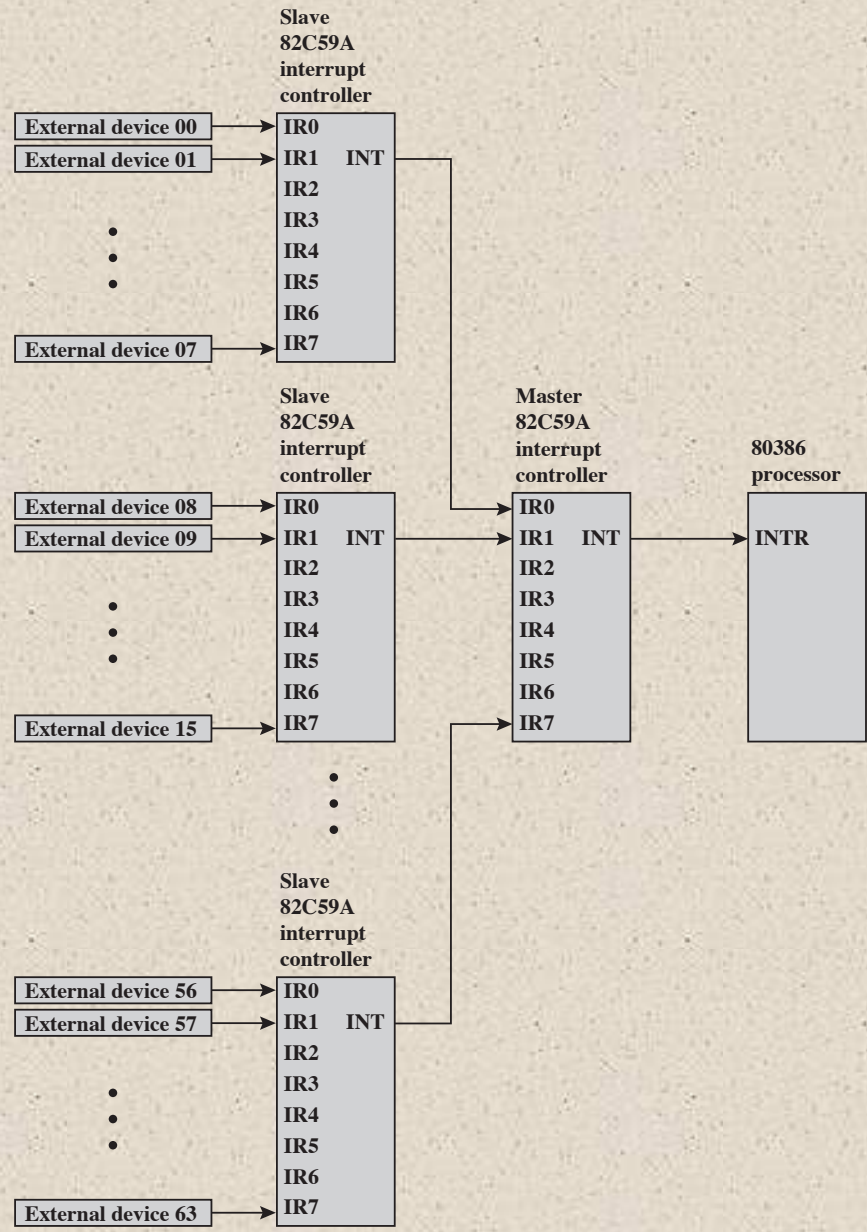 Slave
82C59A
interrupt
controller
External device 00
IR0
External device 01
IR1 INT
IR2
IR3
IR4
IR5
IR6
External device 07
IR7
Slave
82C59A
interrupt
controller
Master
82C59A
interrupt
controller
80386
processor
External device 08
IR0
IR0
External device 09
IR1 INT
IR1 INT
INTR
IR2
IR2
IR3
IR3
IR4
IR4
IR5
IR5
IR6
IR6
External device 15
IR7
IR7
Slave
82C59A
interrupt
controller
External device 56
IR0
External device 57
IR1 INT
IR2
IR3
IR4
IR5
IR6
External device 63
IR7